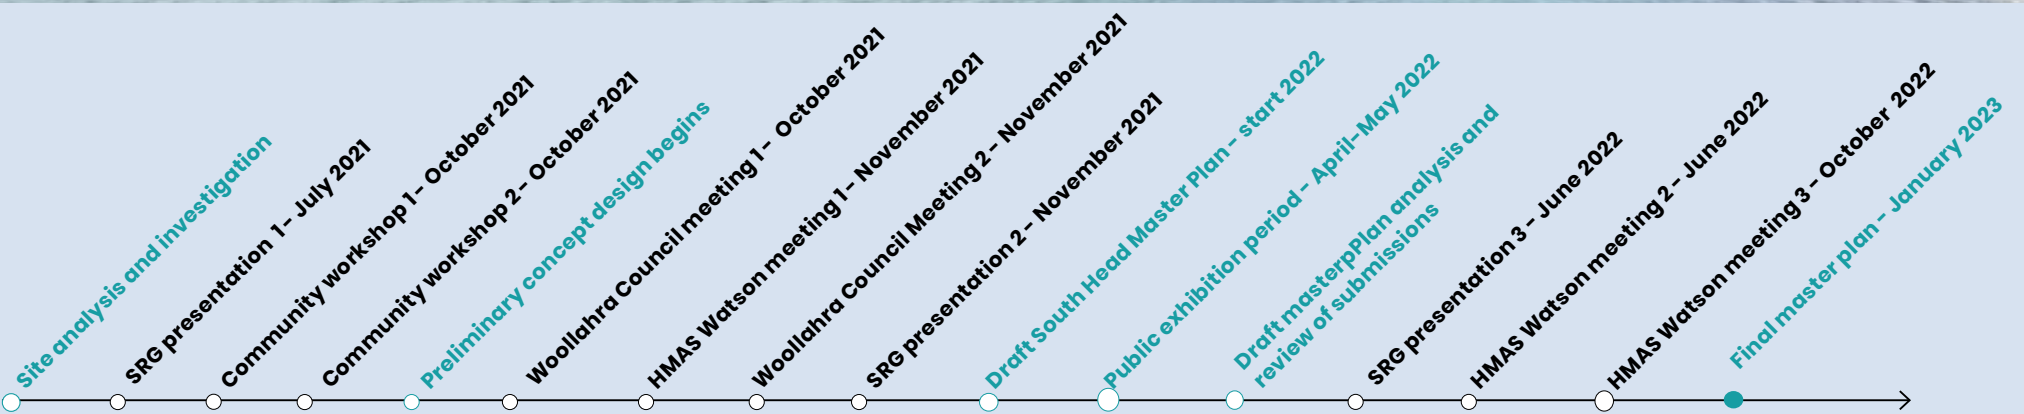 Site analysis and investigation
SRG presentation 1 - July 2021
Community workshop 1 - October 2021
Community workshop 2 - October 2021
Preliminary concept design begins
Woollahra Council meeting 1 - October 2021
HMAS Watson meeting 1 - November 2021
Woollahra Council Meeting 2 - November 2021
SRG presentation 2 - November 2021
Draft South Head Master Plan - start 2022
Public exhibition period - April-May 2022
Draft masterplan analysis and
review of submissions
SRG presentation 3 - June 2022
HMAS Watson meeting 2 - June 2022
HMAS Watson meeting 3 - October 2022
Final master plan - January 2023